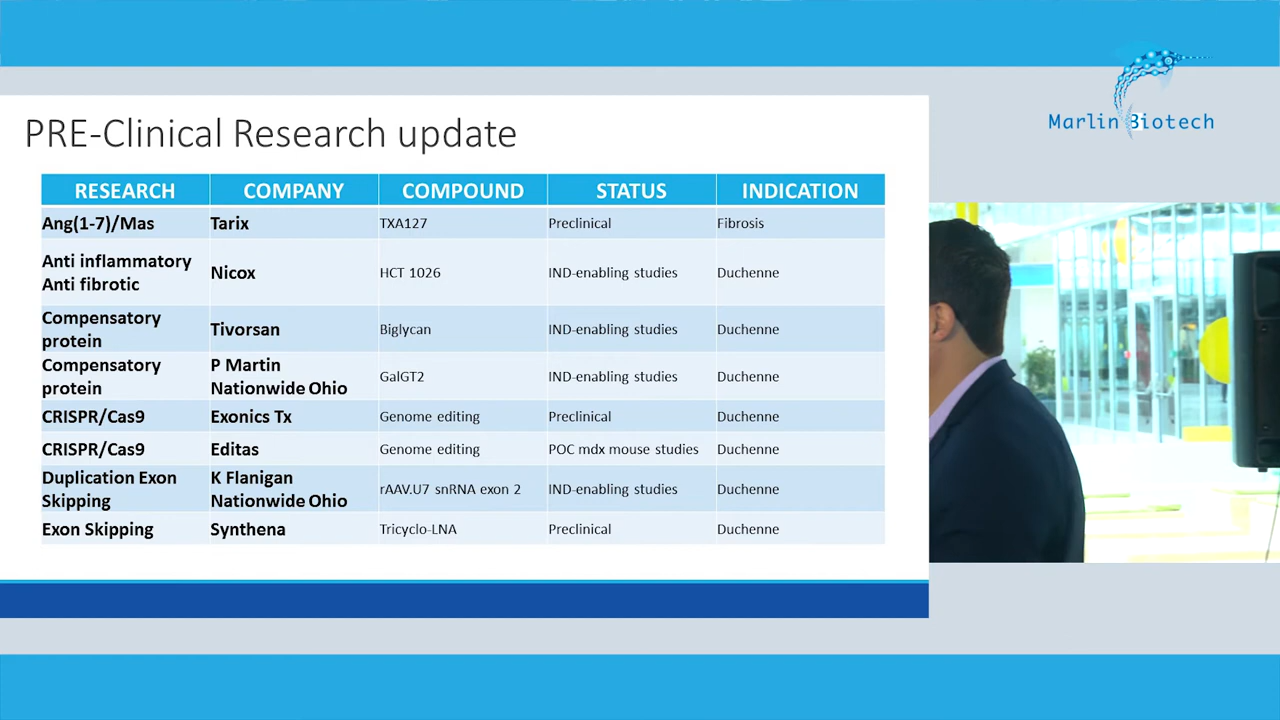 Marlin Biotech
PRE-Clinical Research update
RESEARCH COMPANY COMPOUND STATUS INDICATION
Ang(1-7)/Mas Tarix TXA127 Preclinical Fibrosis
Anti inflammatory
Anti fibrotic Nicox HCT 1026 IND-enabling studies Duchenne
Compensatory
protein Tivorsan Biglycan IND-enabling studies Duchenne
Compensatory
protein P Martin
Nationwide Ohio GalGT2 IND-enabling studies Duchenne
CRISPR/Cas9 Exonics Tx Genome editing Preclinical Duchenne
CRISPR/Cas9 Editas Genome editing POC mdx mouse studies Duchenne
Duplication Exon
Skipping K Flanigan
Nationwide Ohio rAAV.U7 snRNA exon 2 IND-enabling studies Duchenne
Exon Skipping Synthena Tricyclo-LNA Preclinical Duchenne